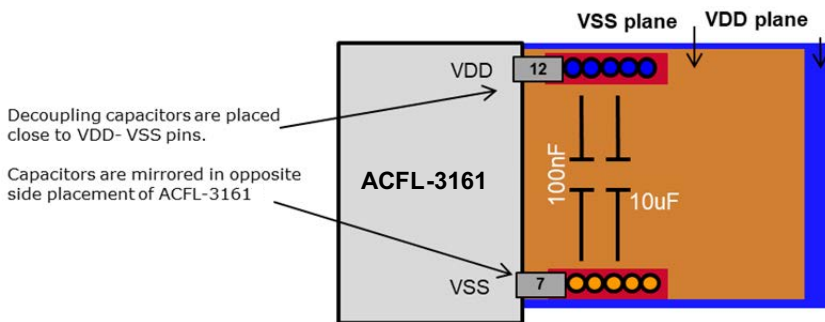 VSS plane
VDD plane
VDD
12
Decoupling capacitors are placed
close to VDD- VSS pins.
Capacitors are mirrored in opposite
side placement of ACFL-3161
ACFL-3161
100nF
10uF
VSS
7